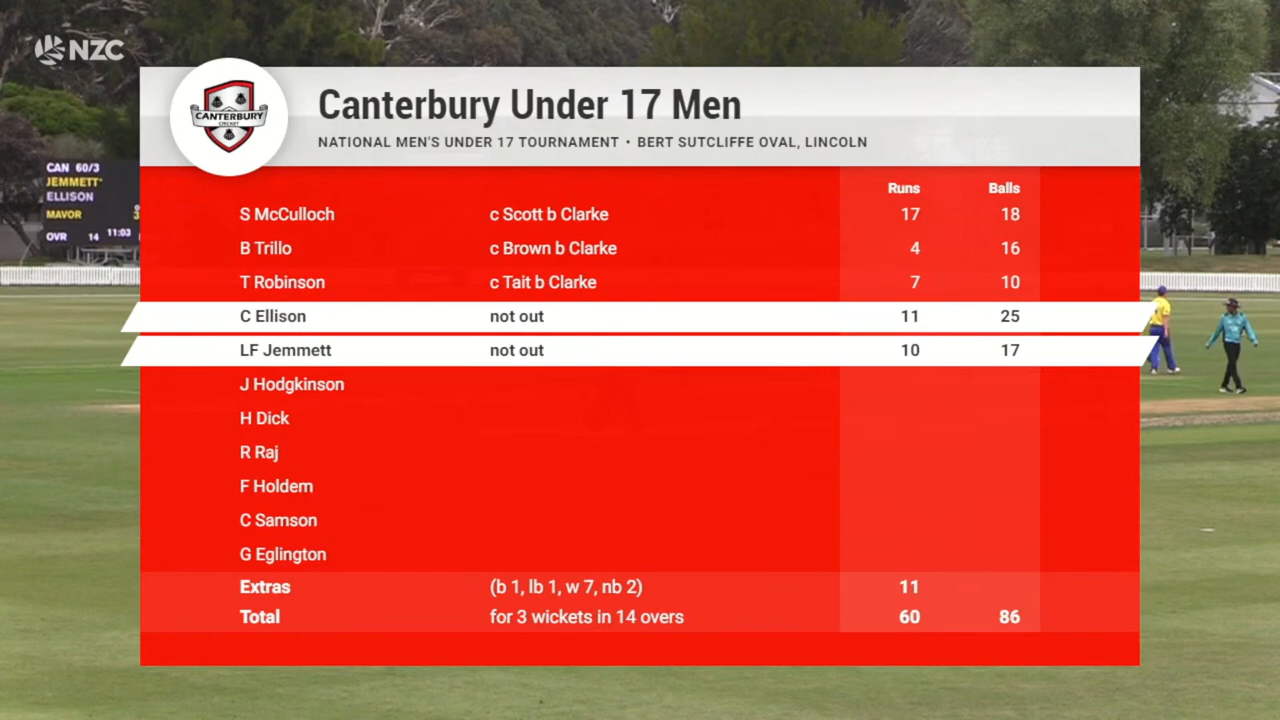 NZC
CANTERBURY
CRICKET
Canterbury Under 17 Men
NATIONAL MEN'S UNDER 17 TOURNAMENT • BERT SUTCLIFFE OVAL, LINCOLN
CAN 60/3
JEMMETT*
ELLISON
MAVOR
OVR 14 11:03
Runs Balls
S McCulloch c Scott b Clarke 17 18
B Trillo c Brown b Clarke 4 16
T Robinson c Tait b Clarke 7 10
C Ellison not out 11 25
LF Jemmett not out 10 17
J Hodgkinson
H Dick
R Raj
F Holdem
C Samson
G Eglington
Extras (b 1, lb 1, w 7, nb 2) 11
Total for 3 wickets in 14 overs 60 86